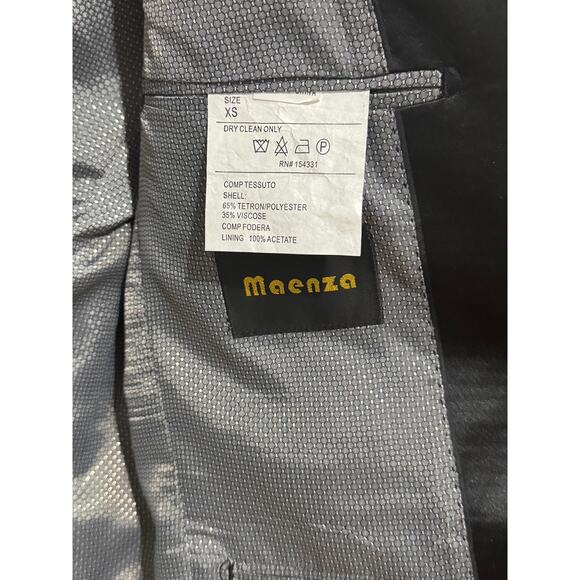 SIZE
XS
DRY CLEAN ONLY
P
RN# 154331
COMP TESSUTO
SHELL:
65% TETRON/POLYESTER
35% VISCOSE
COMP FODERA
LINING 100% ACETATE
Maenza